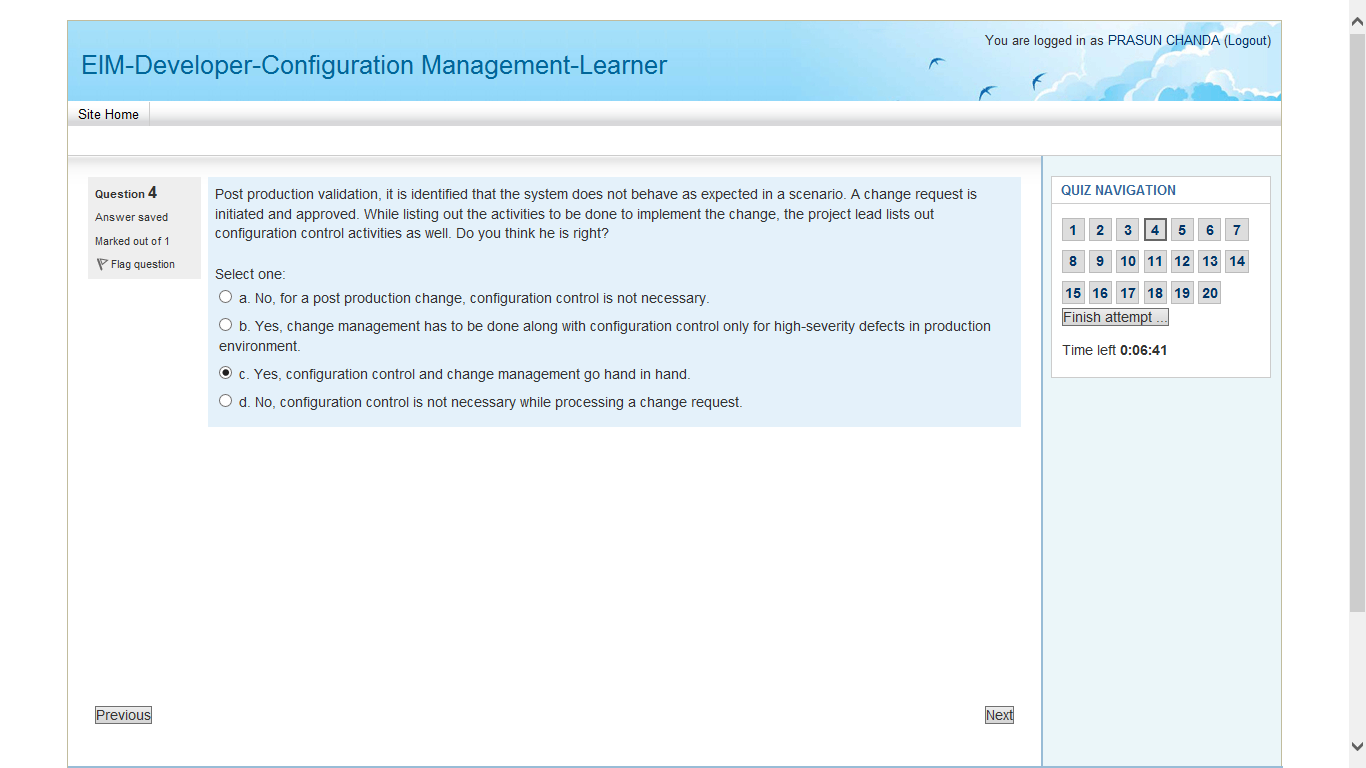 You are logged in as PRASUN CHANDA (Logout)
EIM-Developer-Configuration Management-Learner
Site Home
Question 4
Answer saved
Marked out of 1
Flag question
Post production validation, it is identified that the system does not behave as expected in a scenario. A change request is
initiated and approved. While listing out the activities to be done to implement the change, the project lead lists out
configuration control activities as well. Do you think he is right?
Select one:
a. No, for a post production change, configuration control is not necessary.
b. Yes, change management has to be done along with configuration control only for high-severity defects in production
environment.
c. Yes, configuration control and change management go hand in hand.
d. No, configuration control is not necessary while processing a change request.
Previous
Next
QUIZ NAVIGATION
1 2 3 4 5 6 7
8 9 10 11 12 13 14
15 16 17 18 19 20
Finish attempt ...
Time left 0:06:41